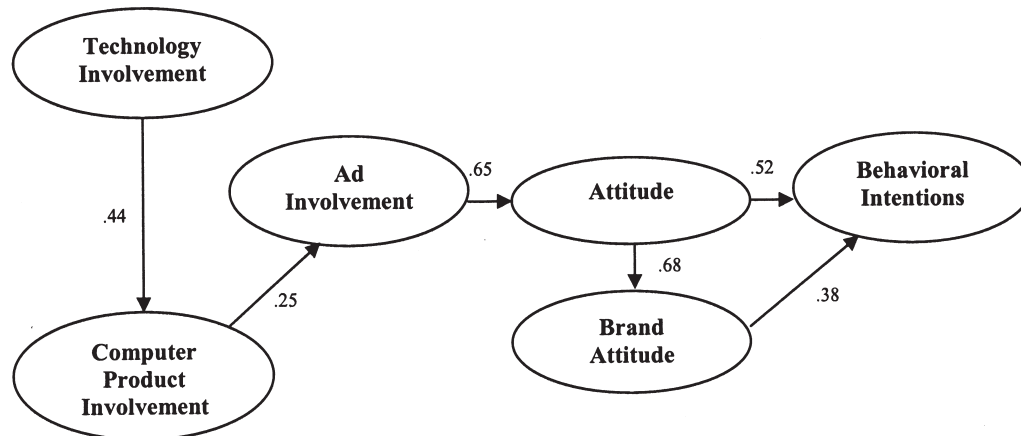 Technology
Involvement
.44
Computer
Product
Involvement
.25
Ad
Involvement
.65
Attitude
.68
Brand
Attitude
.52
.38
Behavioral
Intentions